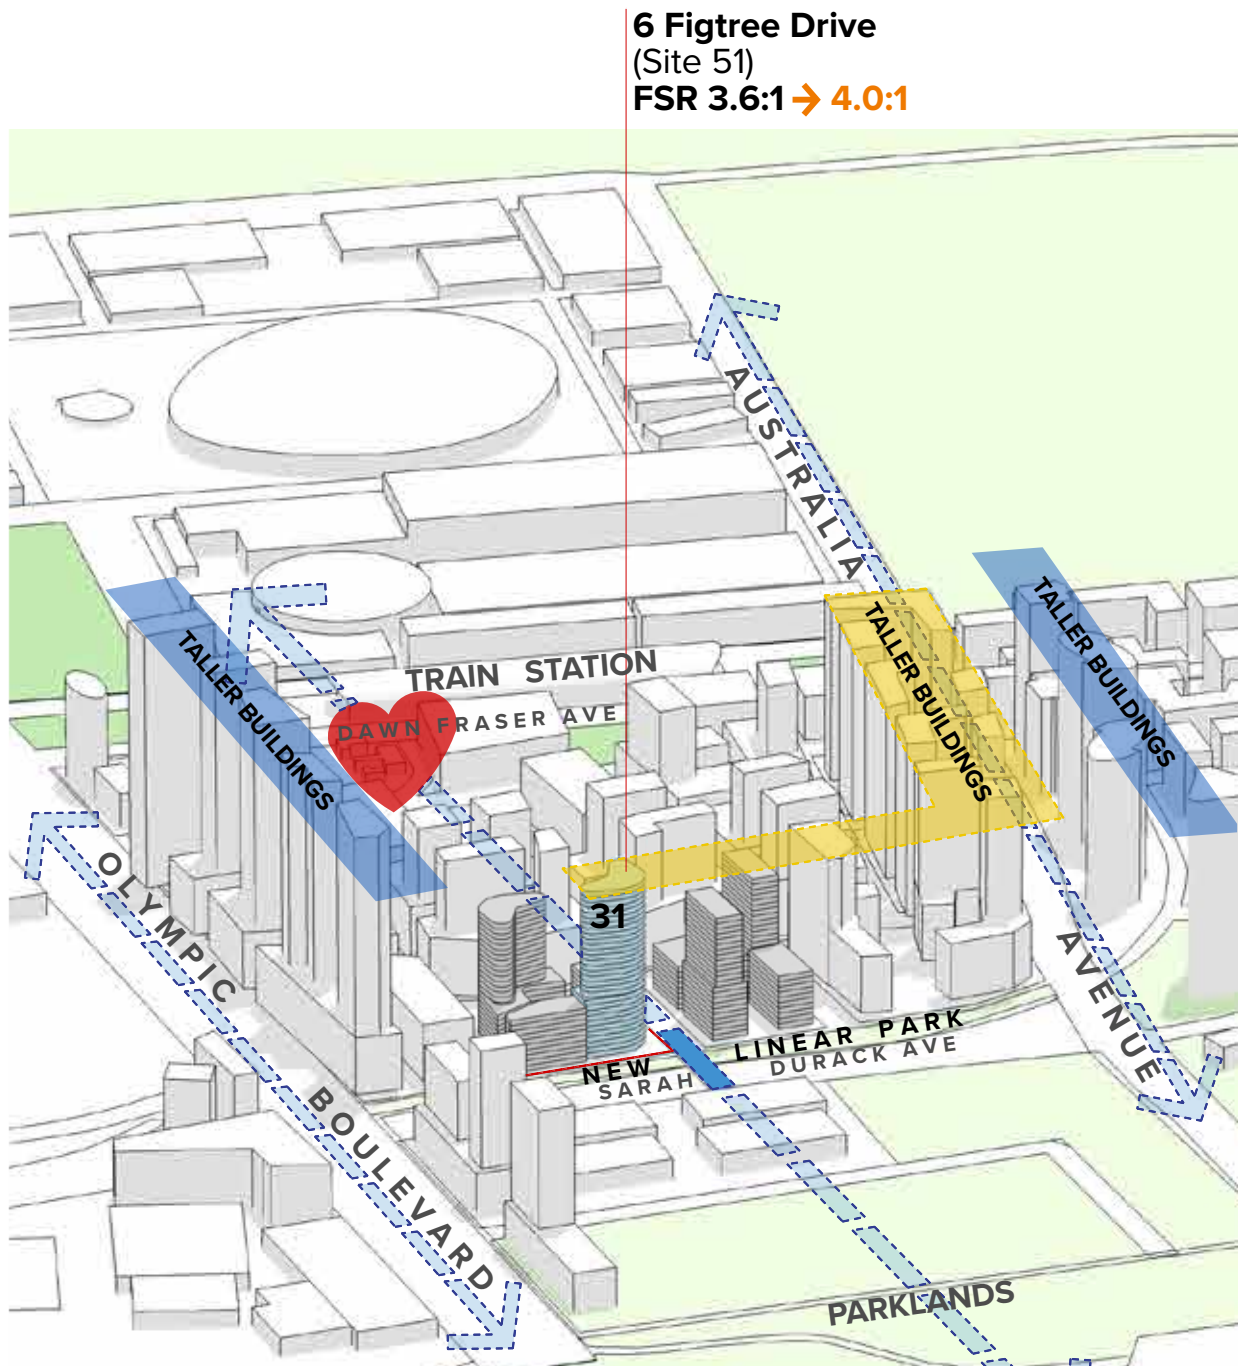 6 Figtree Drive
(Site 51)
FSR 3.6:1 → 4.0:1
AUSTRALIA
TALLER BUILDINGS
TALLER BUILDINGS
TALLER BUILDINGS
TRAIN STATION
DAWN FRASER AVE
OLYMPIC
31
AVENUE
NEW LINEAR PARK
SARAH DURACK AVE
BOULEVARD
PARKLANDS